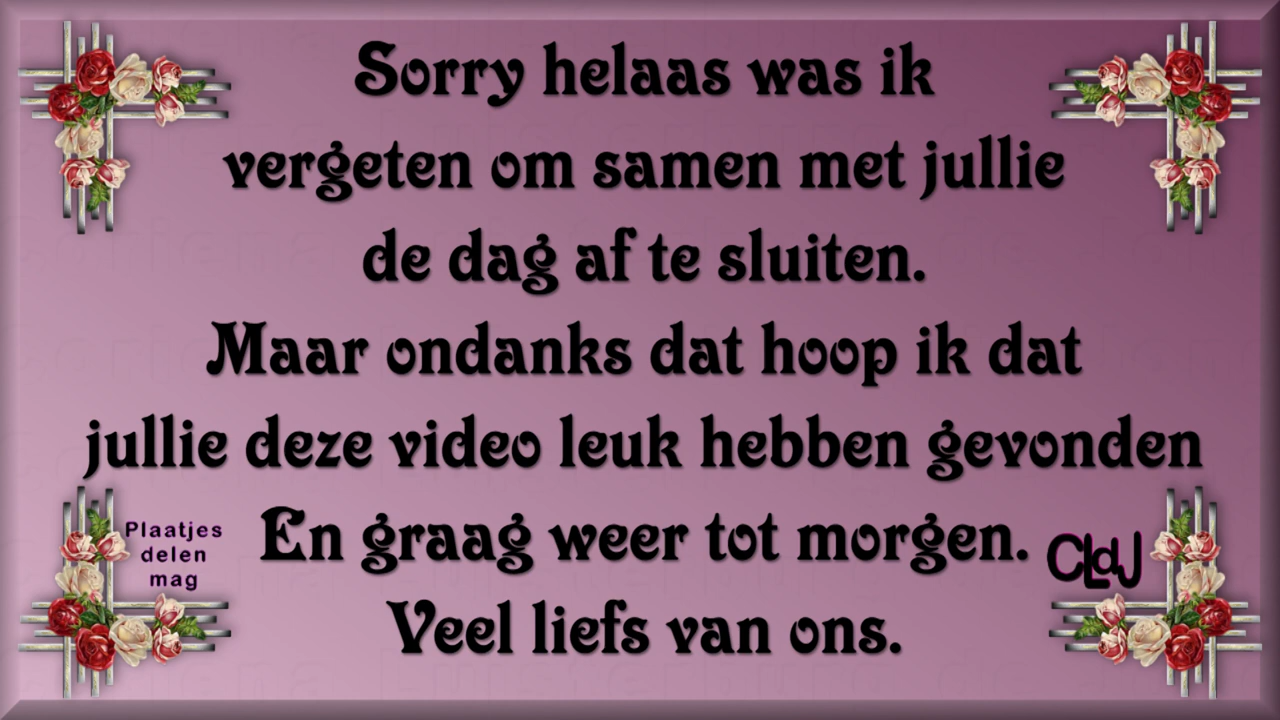 Sorry helaas was ik
vergeten om samen met jullie
de dag af te sluiten.
Maar ondanks dat hoop ik dat
jullie deze video leuk hebben gevonden
En graag weer tot morgen.
Veel liefs van ons.
Plaatjes
delen
mag
CLdJ